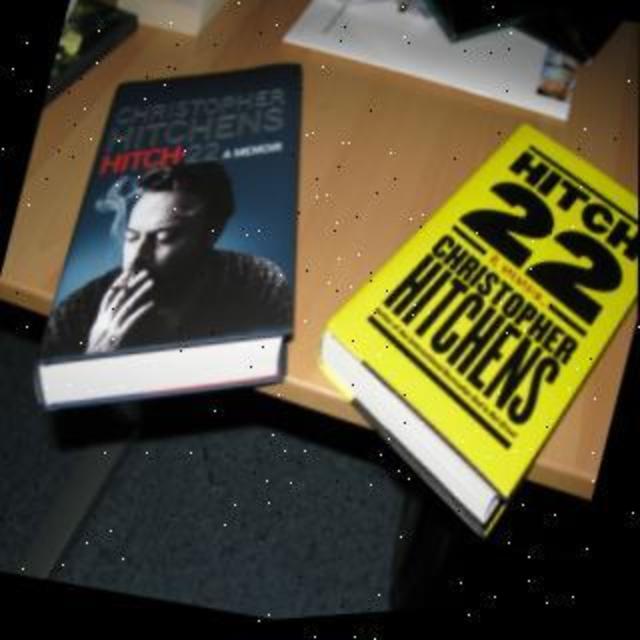 CHRISTOPHER
HITCHENS
HITCH 22 A MEMOIR
HITCH
22
A MEMOIR
CHRISTOPHER
HITCHENS